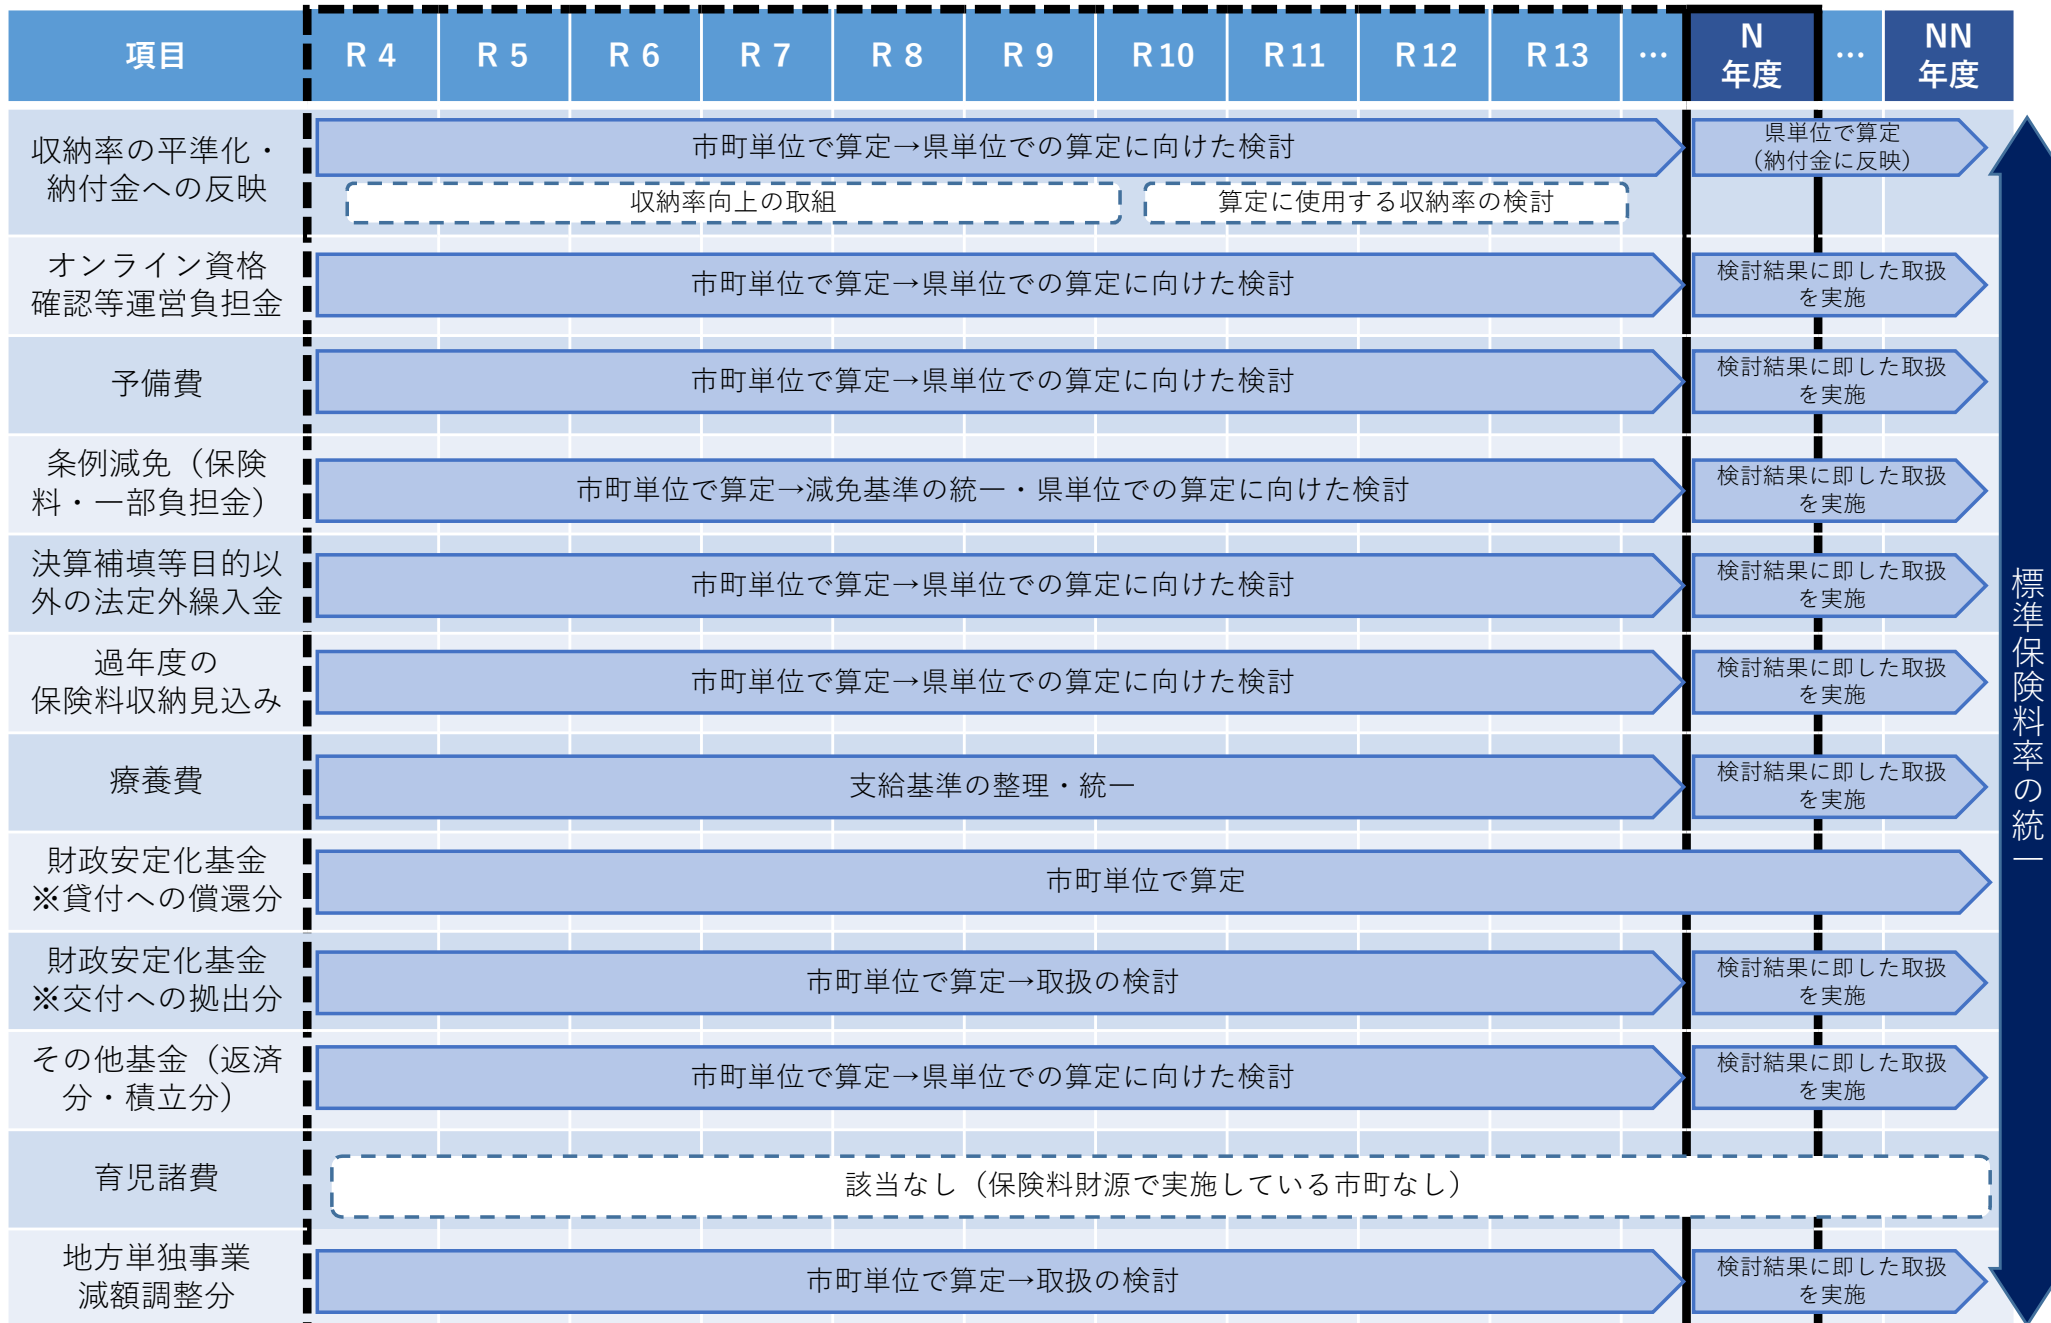 項目
R 4
R 5
R 6
R 7
R 8
R 9
R10
R11
R12
R13
…
N
年度
…
NN
年度
収納率の平準化・
納付金への反映
市町単位で算定→県単位での算定に向けた検討
県単位で算定
（納付金に反映）
収納率向上の取組
算定に使用する収納率の検討
オンライン資格
確認等運営負担金
市町単位で算定→県単位での算定に向けた検討
検討結果に即した取扱
を実施
予備費
市町単位で算定→県単位での算定に向けた検討
検討結果に即した取扱
を実施
条例減免（保険
料・一部負担金）
市町単位で算定→減免基準の統一・県単位での算定に向けた検討
検討結果に即した取扱
を実施
決算補填等目的以
外の法定外繰入金
市町単位で算定→県単位での算定に向けた検討
検討結果に即した取扱
を実施
過年度の
保険料収納見込み
市町単位で算定→県単位での算定に向けた検討
検討結果に即した取扱
を実施
療養費
支給基準の整理・統一
検討結果に即した取扱
を実施
財政安定化基金
※貸付への償還分
市町単位で算定
財政安定化基金
※交付への拠出分
市町単位で算定→取扱の検討
検討結果に即した取扱
を実施
その他基金（返済
分・積立分）
市町単位で算定→県単位での算定に向けた検討
検討結果に即した取扱
を実施
育児諸費
該当なし（保険料財源で実施している市町なし）
地方単独事業
減額調整分
市町単位で算定→取扱の検討
検討結果に即した取扱
を実施
標準保険料率の統一